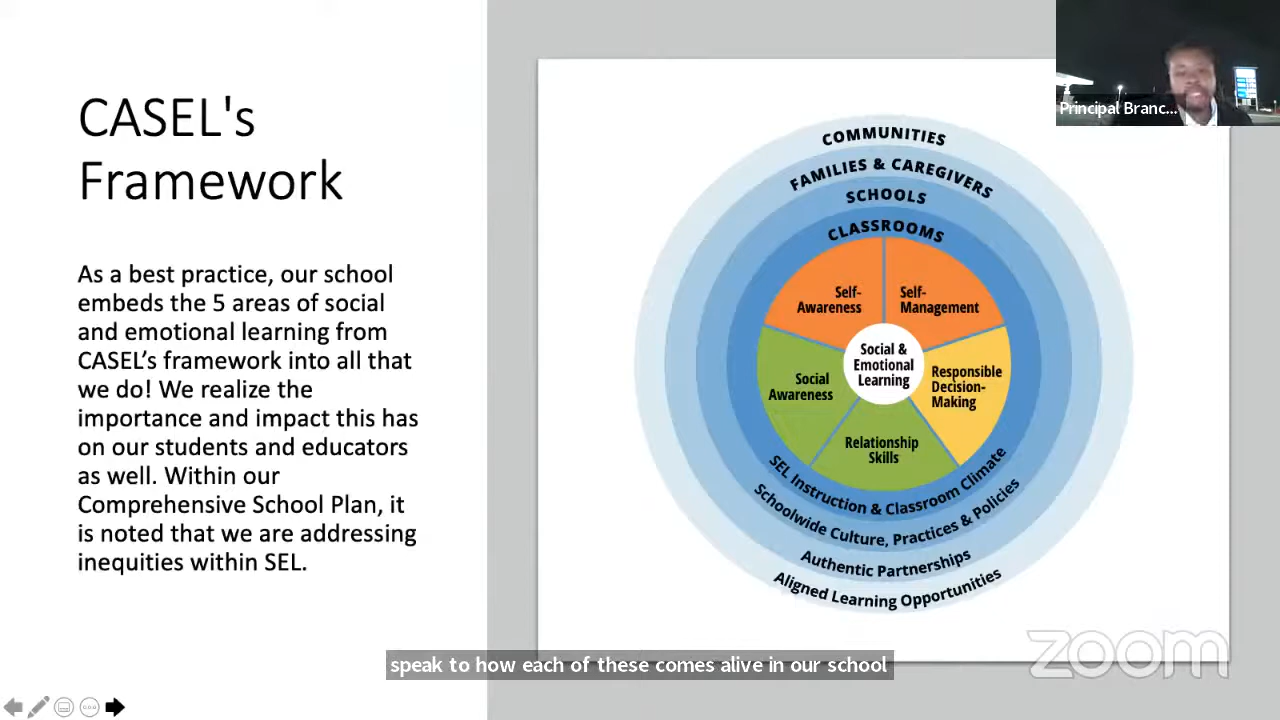 CASEL's
Framework
As a best practice, our school
embeds the 5 areas of social
and emotional learning from
CASEL’s framework into all that
we do! We realize the
importance and impact this has
on our students and educators
as well. Within our
Comprehensive School Plan, it
is noted that we are addressing
inequities within SEL.
COMMUNITIES
FAMILIES & CAREGIVERS
SCHOOLS
CLASSROOMS
Self-
Awareness
Self-
Management
Social &
Emotional
Learning
Social
Awareness
Responsible
Decision-
Making
Relationship
Skills
SEL Instruction & Classroom Climate
Schoolwide Culture, Practices & Policies
Authentic Partnerships
Aligned Learning Opportunities
Principal Branc...
zoom
speak to how each of these comes alive in our school